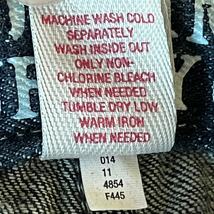 MACHINE WASH COLD
SEPARATELY
WASH INSIDE OUT
ONLY NON-
CHLORINE BLEACH
WHEN NEEDED
TUMBLE DRY LOW
WARM IRON
WHEN NEEDED
014
11
4854
F445